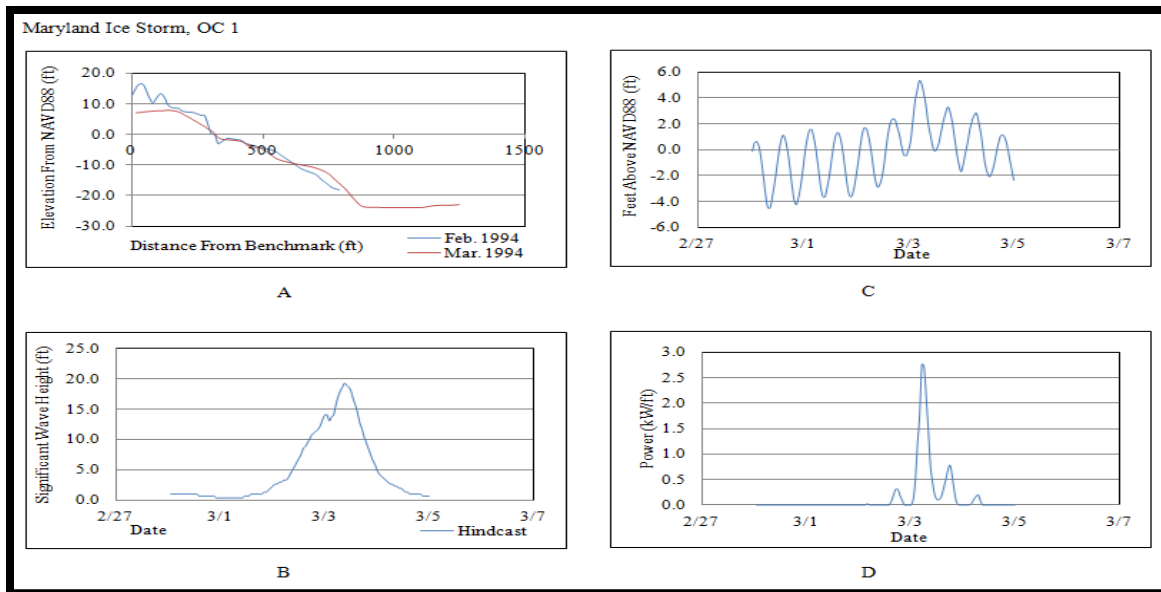 Maryland Ice Storm, OC 1
Elevation From NAVD88 (ft)
20.0
10.0
0.0
-10.0
-20.0
-30.0
0
500
1000
1500
Distance From Benchmark (ft)
Feb. 1994
Mar. 1994
A
Feet Above NAVD88 (ft)
6.0
4.0
2.0
0.0
-2.0
-4.0
-6.0
2/27
3/1
3/3
3/5
3/7
Date
C
Significant Wave Height (ft)
25.0
20.0
15.0
10.0
5.0
0.0
2/27
3/1
3/3
3/5
3/7
Date
Hindcast
B
Power (kW/ft)
3.0
2.5
2.0
1.5
1.0
0.5
0.0
2/27
3/1
3/3
3/5
3/7
Date
D